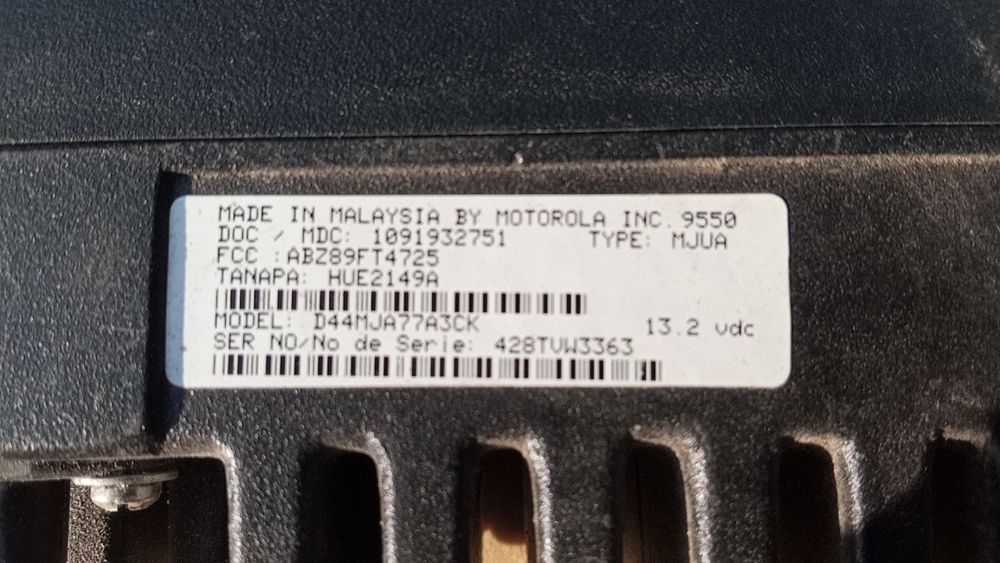 MADE IN MALAYSIA BY MOTOROLA INC. 9550
DOC / MDC: 1091932751 TYPE: MJUA
FCC : ABZ89FT4725
TANAPA: HUE2149A
MODEL: D44MJA77A3CK 13.2 vdc
SER NO/No de Serie: 428TVW3363